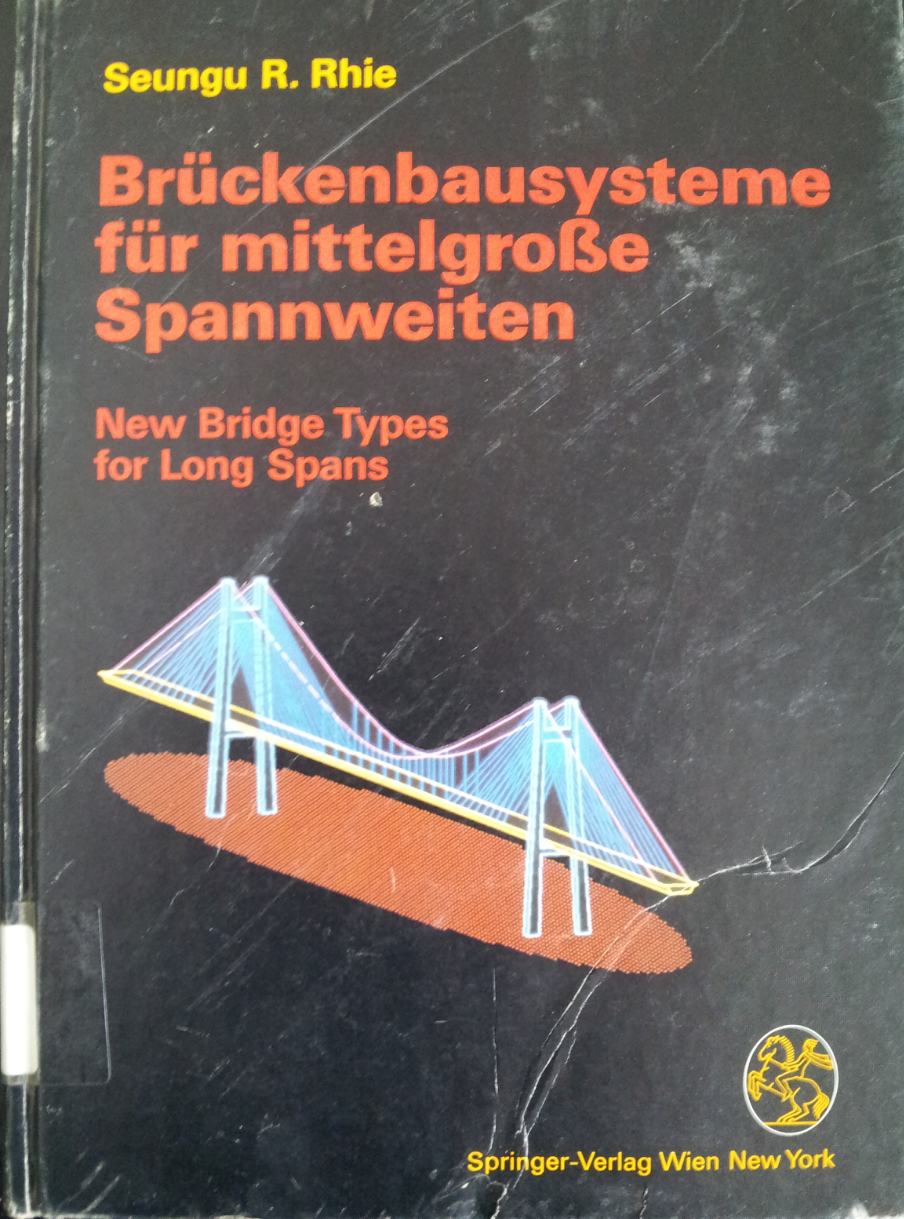 Seungu R. Rhie
Brückenbausysteme
für mittelgroße
Spannweiten
New Bridge Types
for Long Spans
Springer-Verlag Wien New York